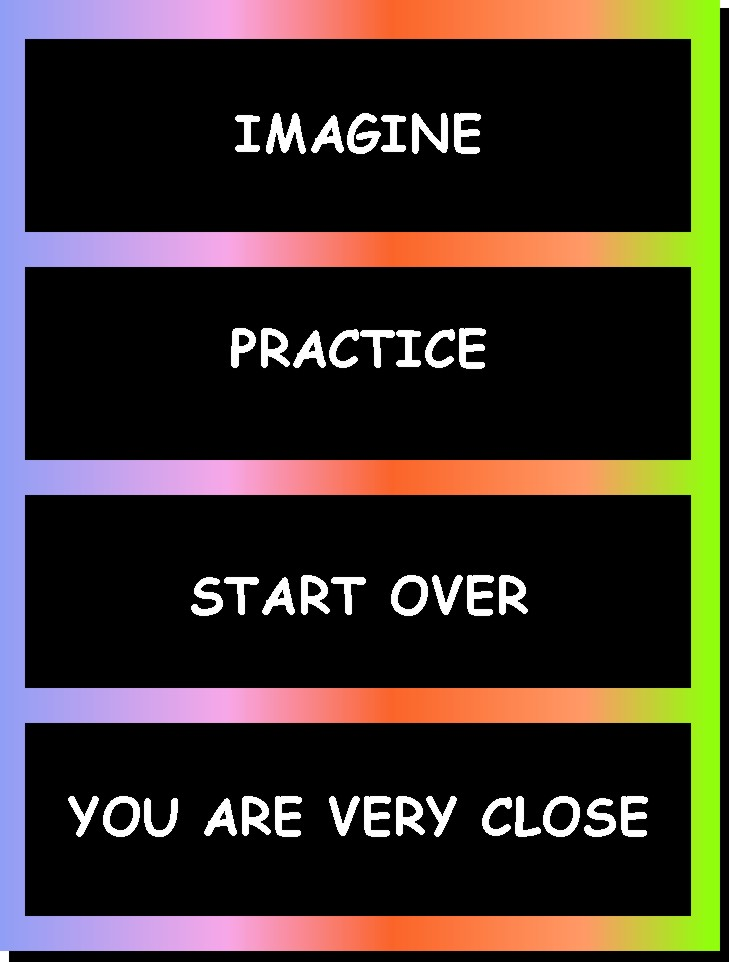 IMAGINE
PRACTICE
START OVER
YOU ARE VERY CLOSE